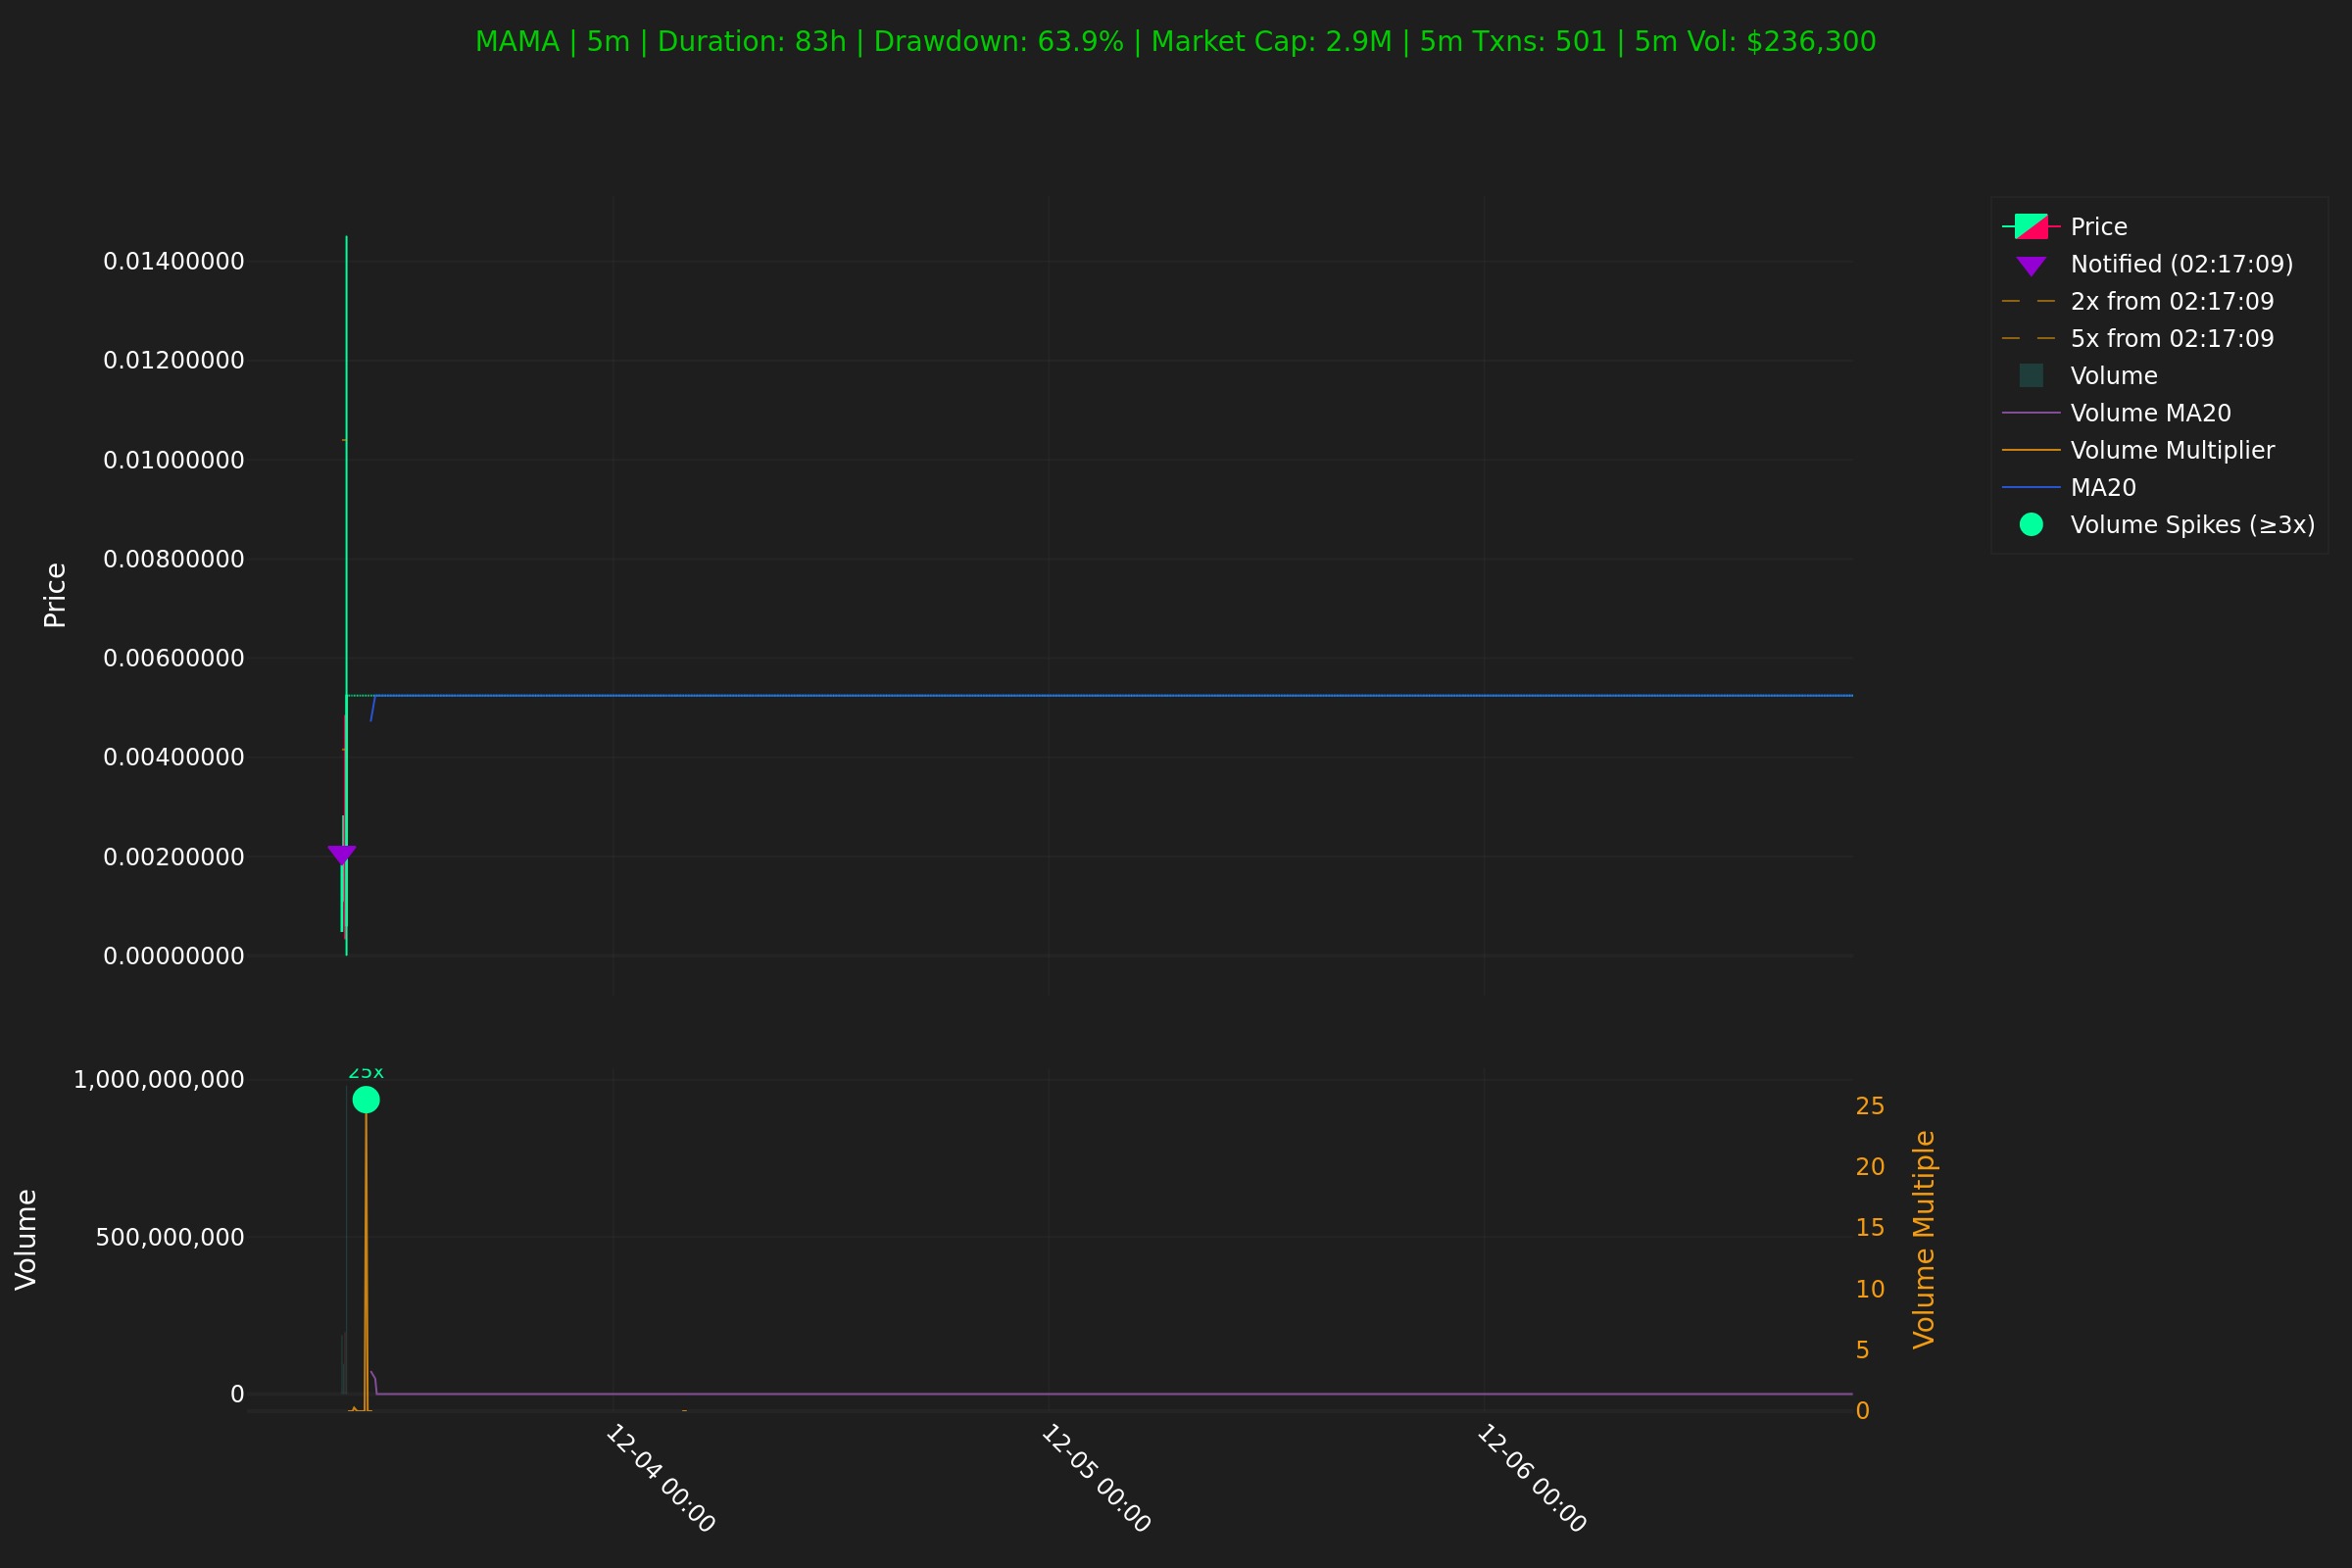 MAMA | 5m | Duration: 83h | Drawdown: 63.9% | Market Cap: 2.9M | 5m Txns: 501 | 5m Vol: $236,300
Price
0.01400000
0.01200000
0.01000000
0.00800000
0.00600000
0.00400000
0.00200000
0.00000000
Price
Notified (02:17:09)
2x from 02:17:09
5x from 02:17:09
Volume
Volume MA20
Volume Multiplier
MA20
Volume Spikes (≥3x)
Volume
1,000,000,000
500,000,000
0
25x
25
20
15
10
5
0
Volume Multiple
12-04 00:00
12-05 00:00
12-06 00:00